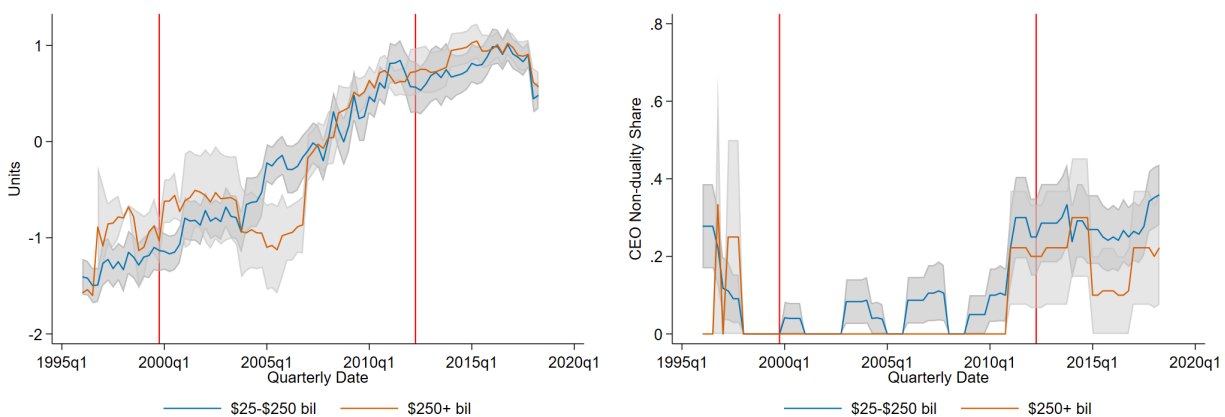 Units
1
0
-1
-2
1995q1 2000q1 2005q1 2010q1 2015q1 2020q1
Quarterly Date
$25-$250 bil $250+ bil
CEO Non-duality Share
.8
.6
.4
.2
0
1995q1 2000q1 2005q1 2010q1 2015q1 2020q1
Quarterly Date
$25-$250 bil $250+ bil